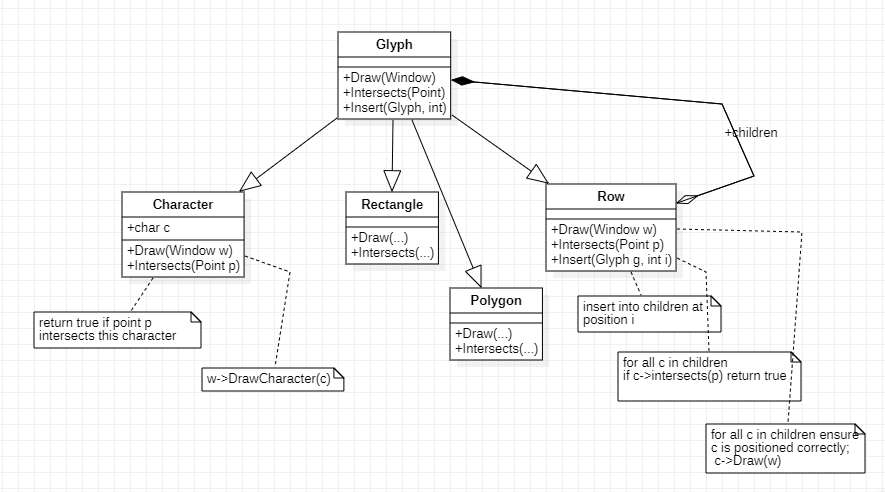 Glyph
+Draw(Window)
+Intersects(Point)
+Insert(Glyph, int)
+children
Character
+char c
+Draw(Window w)
+Intersects(Point p)
Rectangle
+Draw(...)
+Intersects(...)
Row
+Draw(Window w)
+Intersects(Point p)
+Insert(Glyph g, int i)
Polygon
+Draw(...)
+Intersects(...)
return true if point p
intersects this character
w->DrawCharacter(c)
insert into children at
position i
for all c in children
if c->intersects(p) return true
for all c in children ensure
c is positioned correctly;
c->Draw(w)